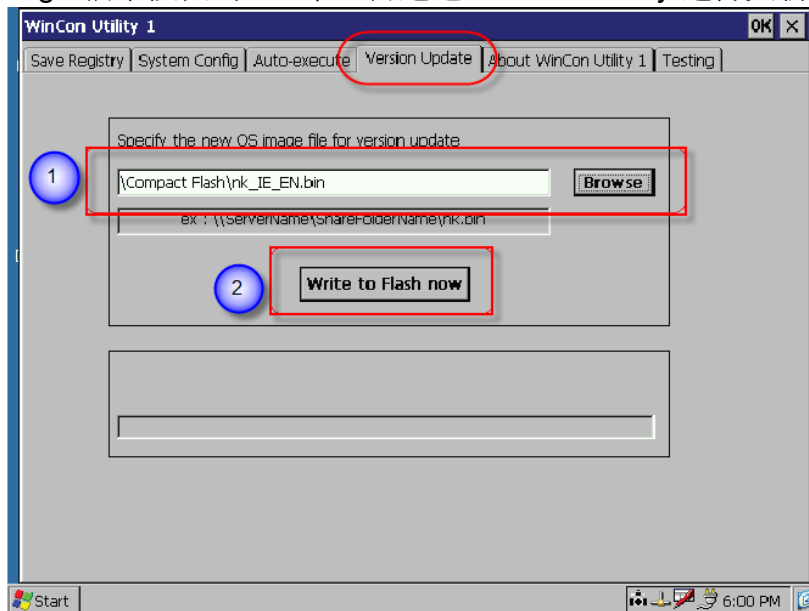 WinCon Utility 1 OK ×
Save Registry System Config Auto-execute Version Update About WinCon Utility 1 Testing
Specify the new OS image file for version update
1
\Compact Flash\nk_IE_EN.bin Browse
ex : \\ServerName\ShareFolderName\nk.bin
2
Write to Flash now
Start 6:00 PM